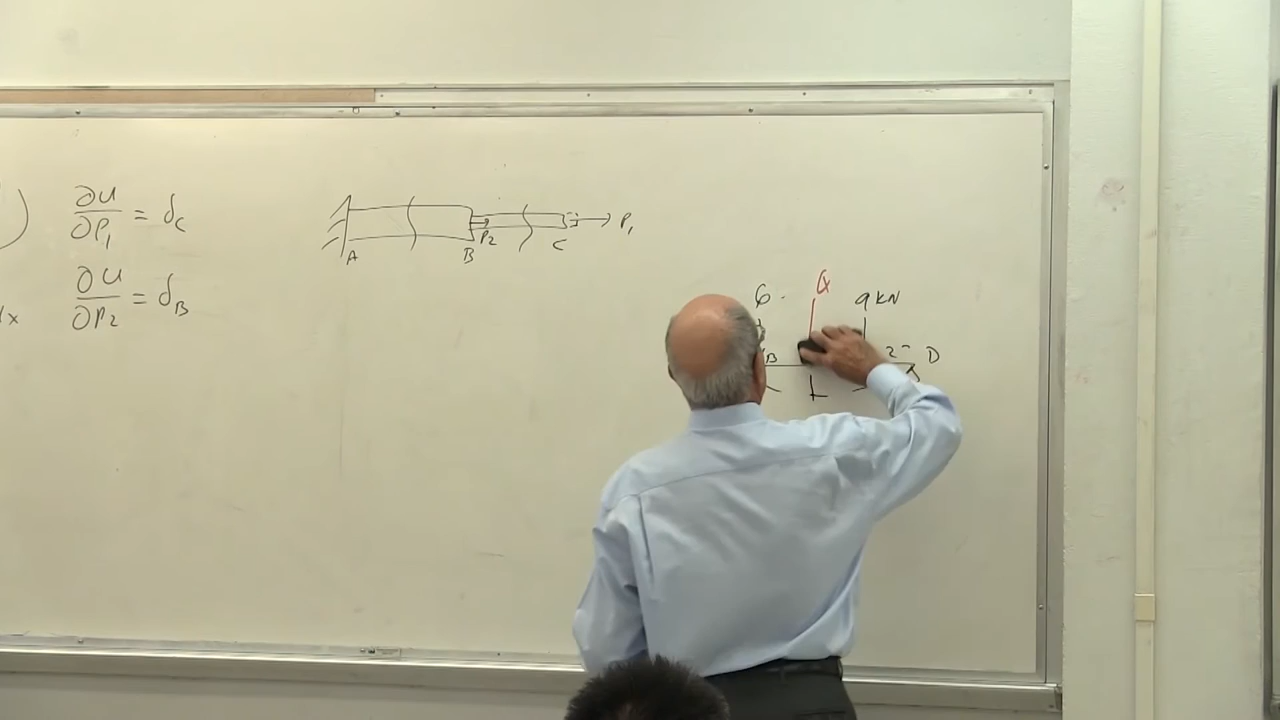 ) ∂U/∂P₁ = δ_C
∂U/∂P₂ = δ_B
P₁
P₂
A
B
C
6
Q
9 KN
B
2
D